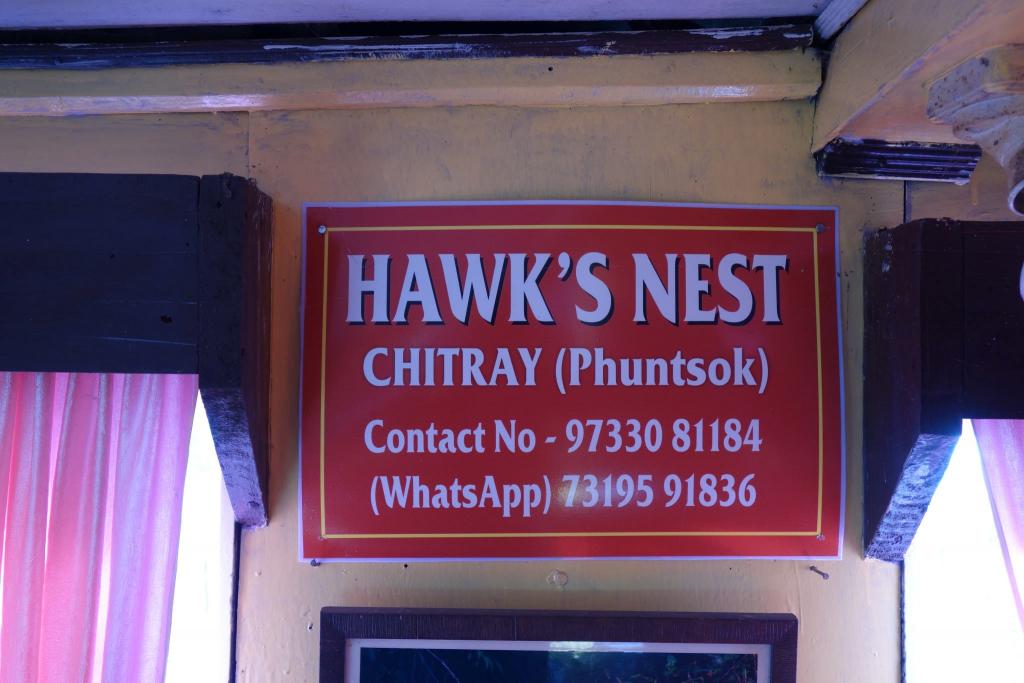 HAWK'S NEST
CHITRAY (Phuntsok)
Contact No - 97330 81184
(WhatsApp) 73195 91836